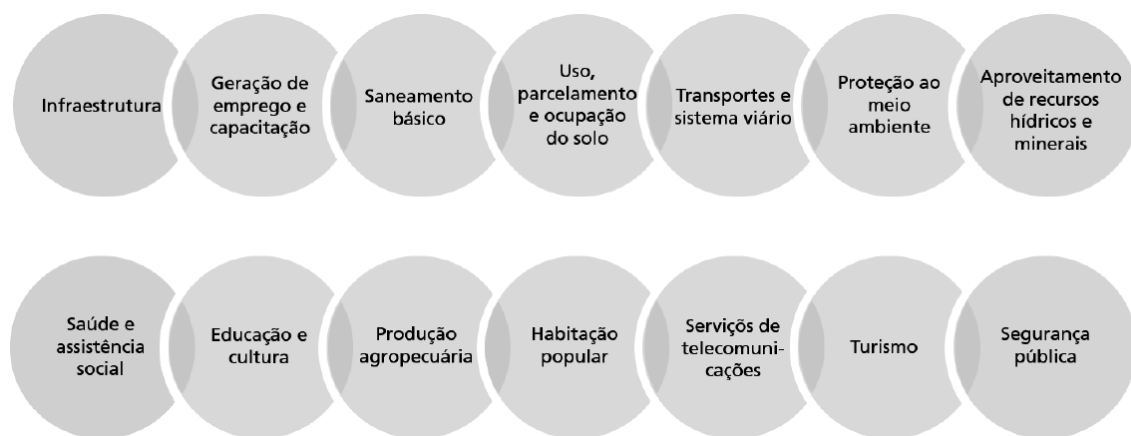 Infraestrutura
Geração de
emprego e
capacitação
Saneamento
básico
Uso,
parcelamento
e ocupação
do solo
Transportes e
sistema viário
Proteção ao
meio
ambiente
Aproveitamento
de recursos
hídricos e
minerais
Saúde e
assistência
social
Educação e
cultura
Produção
agropecuária
Habitação
popular
Serviçõs de
telecomuni-
cações
Turismo
Segurança
pública